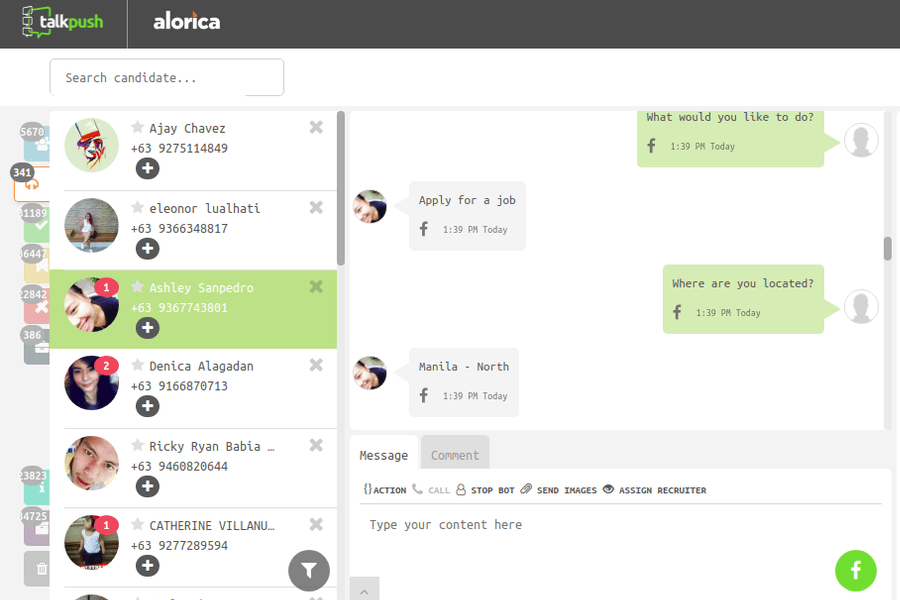 talkpush
alorica
Search candidate...
5670
341
31189
36447
22842
386
23823
34725
Ajay Chavez
+63 9275114849
eleonor lualhati
+63 9366348817
1
Ashley Sanpedro
+63 9367743801
2
Denica Alagadan
+63 9166870713
Ricky Ryan Babia …
+63 9460820644
1
CATHERINE VILLANU…
+63 9277289594
What would you like to do?
1:39 PM Today
Apply for a job
1:39 PM Today
Where are you located?
1:39 PM Today
Manila - North
1:39 PM Today
Message
Comment
{}ACTION CALL STOP BOT SEND IMAGES ASSIGN RECRUITER
Type your content here